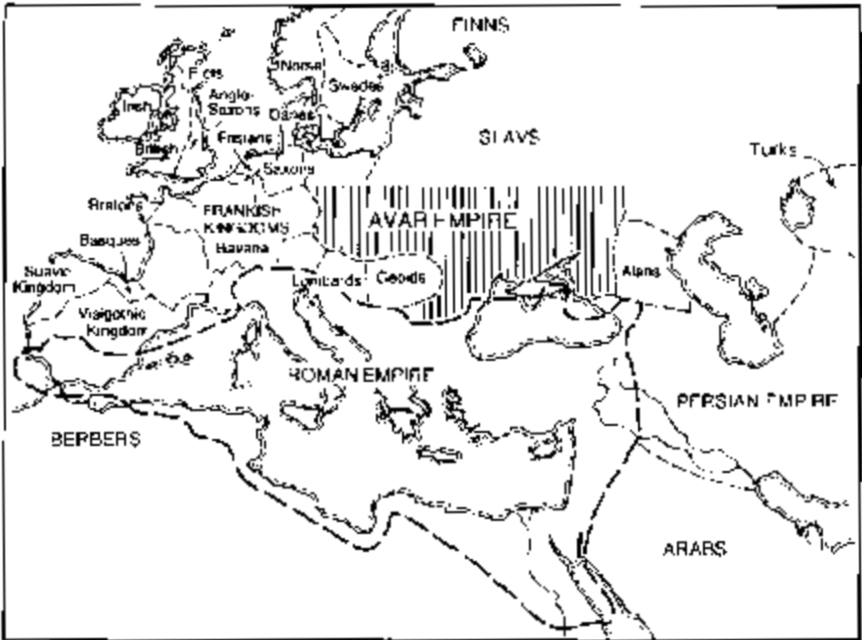 FINNS
Norse
Swedes
Picts
Irish
Anglo-
Saxons
Danes
British
Frisians
Saxons
SLAVS
Turks
Bretons
FRANKISH
KINGDOMS
AVAR EMPIRE
Basques
Bavaria
Suevic
Kingdom
Lombards
Gepids
Alans
Visigothic
Kingdom
ROMAN EMPIRE
PERSIAN EMPIRE
BERBERS
ARABS